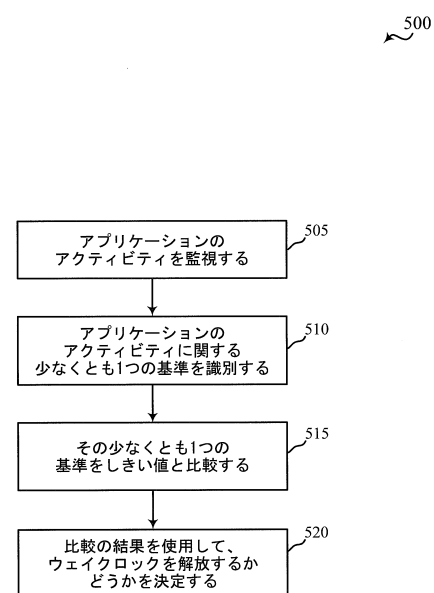 500
アプリケーションの
アクティビティを監視する
505
アプリケーションの
アクティビティに関する
少なくとも1つの基準を識別する
510
その少なくとも1つの
基準をしきい値と比較する
515
比較の結果を使用して、
ウェイクロックを解放するか
どうかを決定する
520